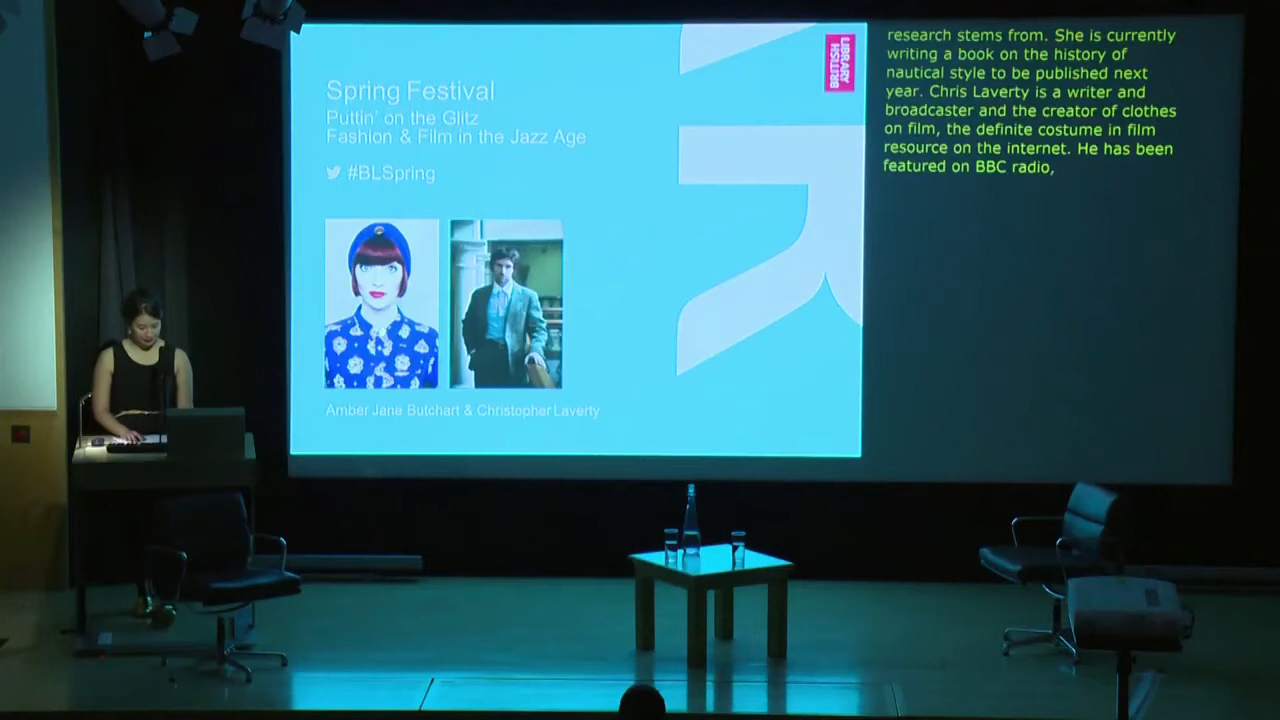 Spring Festival
Puttin' on the Glitz
Fashion & Film in the Jazz Age
#BLSpring
Amber Jane Butchart & Christopher Laverty
BRITISH
LIBRARY
research stems from. She is currently
writing a book on the history of
nautical style to be published next
year. Chris Laverty is a writer and
broadcaster and the creator of clothes
on film, the definite costume in film
resource on the internet. He has been
featured on BBC radio,